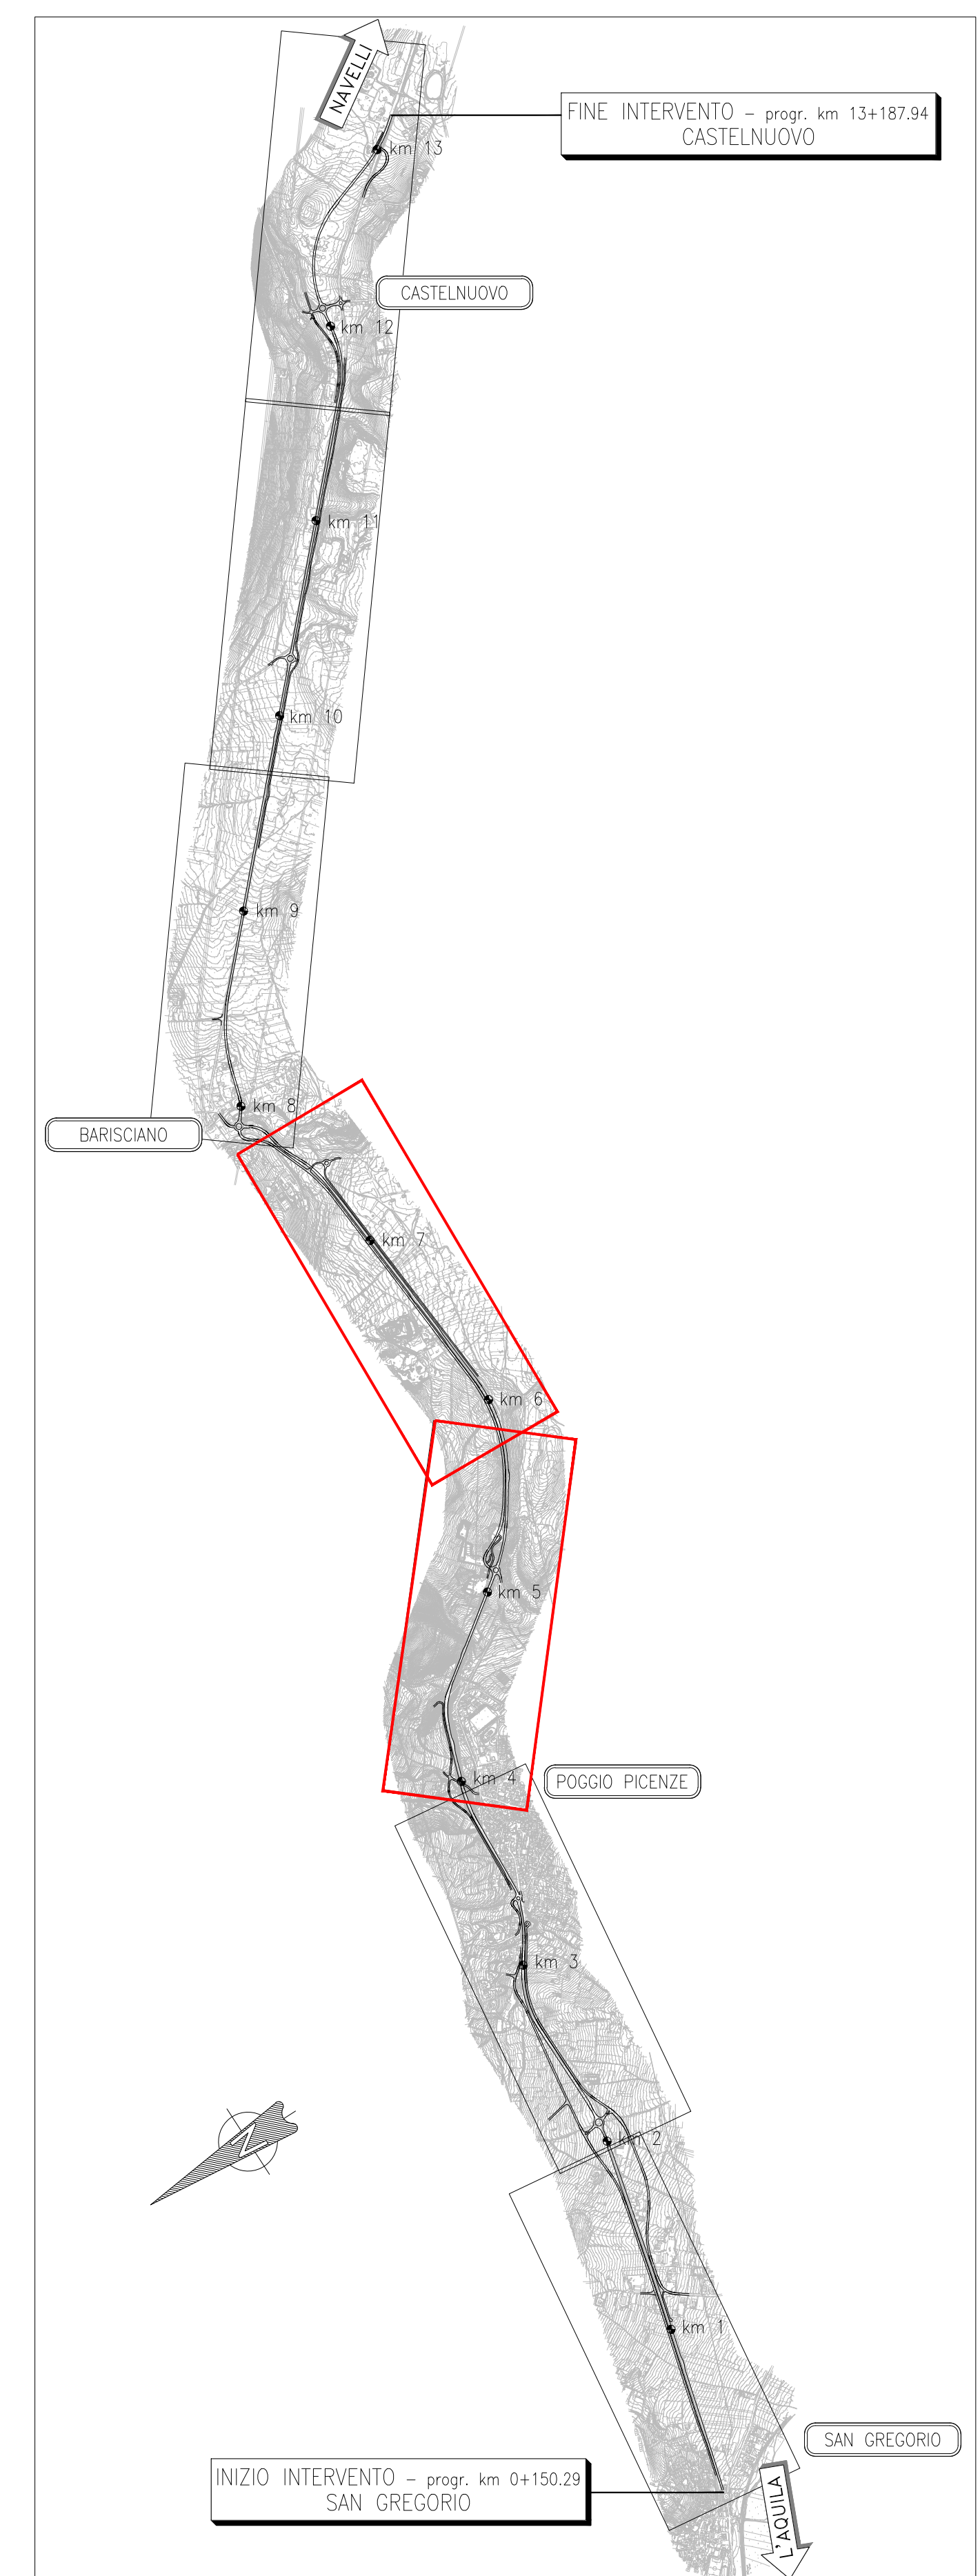 NAVELLI
FINE INTERVENTO – progr. km 13+187.94
CASTELNUOVO
km 13
CASTELNUOVO
km 12
km 11
km 10
km 9
km 8
BARISCIANO
km 7
km 6
km 5
km 4
POGGIO PICENZE
km 3
N
km 2
km 1
SAN GREGORIO
INIZIO INTERVENTO – progr. km 0+150.29
SAN GREGORIO
L'AQUILA